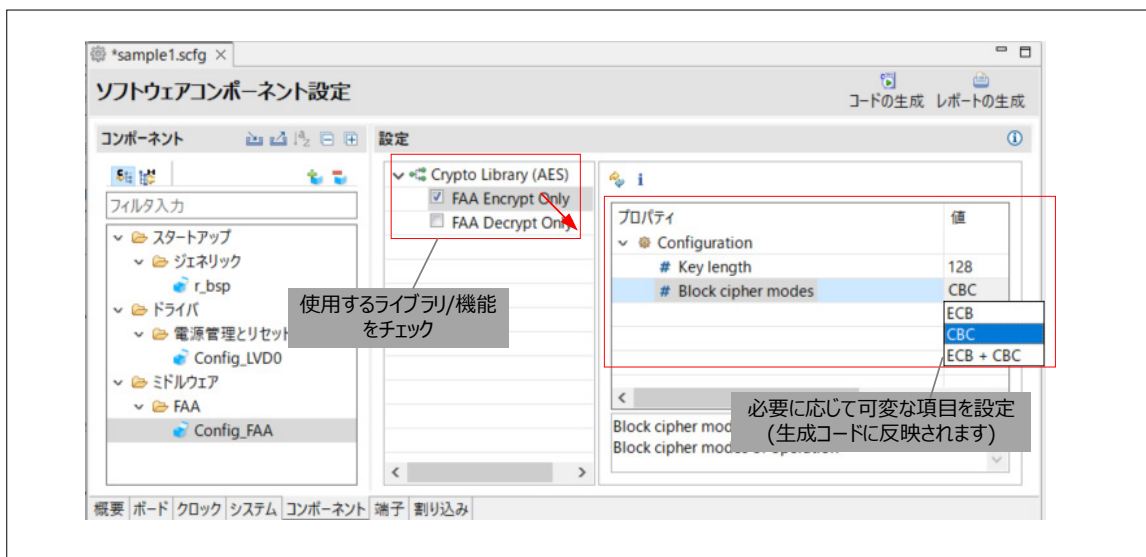 *sample1.scfg
ソフトウェアコンポーネント設定
コードの生成 レポートの生成
コンポーネント
設定
フィルタ入力
スタートアップ
ジェネリック
r_bsp
ドライバ
電源管理とリセット
Config_LVD0
ミドルウェア
FAA
Config_FAA
Crypto Library (AES)
FAA Encrypt Only
FAA Decrypt Only
使用するライブラリ/機能
をチェック
プロパティ 値
Configuration
# Key length 128
# Block cipher modes CBC
ECB
CBC
ECB + CBC
必要に応じて可変な項目を設定
(生成コードに反映されます)
Block cipher
Block cipher
概要 ボード クロック システム コンポーネント 端子 割り込み